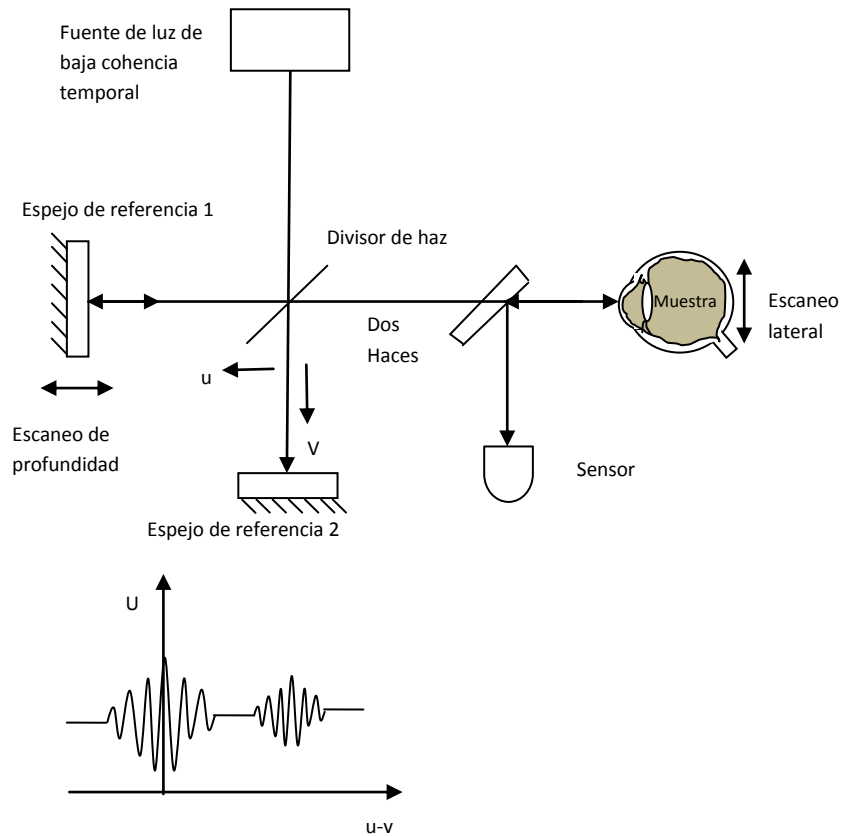 Fuente de luz de
baja cohencia
temporal
Espejo de referencia 1
Divisor de haz
Muestra
Escaneo
lateral
Dos
Haces
u
V
Escaneo de
profundidad
Sensor
Espejo de referencia 2
U
u-v